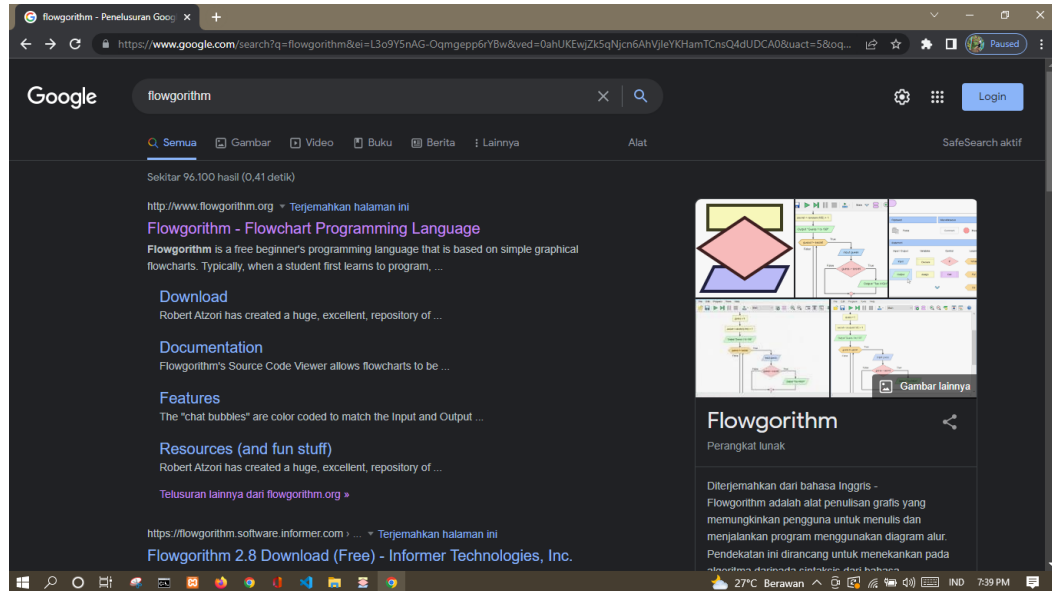 flowgorithm - Penelusuran Goog
https://www.google.com/search?q=flowgorithm&ei=L3o9Y5nAG-Oqmgepp6rYBw&ved=0ahUKEwjZk5qNjcn6AhVjleYKHamTCnsQ4dUDCA0&uact=5&oq...
Paused
Google
flowgorithm
Login
Semua Gambar Video Buku Berita Lainnya Alat SafeSearch aktif
Sekitar 96.100 hasil (0,41 detik)
http://www.flowgorithm.org Terjemahkan halaman ini
Flowgorithm - Flowchart Programming Language
Flowgorithm is a free beginner's programming language that is based on simple graphical
flowcharts. Typically, when a student first learns to program, ...
Download
Robert Atzori has created a huge, excellent, repository of ...
Documentation
Flowgorithm's Source Code Viewer allows flowcharts to be ...
Features
The "chat bubbles" are color coded to match the Input and Output ...
Resources (and fun stuff)
Robert Atzori has created a huge, excellent, repository of ...
Telusuran lainnya dari flowgorithm.org »
https://flowgorithm.software.informer.com › ... Terjemahkan halaman ini
Flowgorithm 2.8 Download (Free) - Informer Technologies, Inc.
Gambar lainnya
Flowgorithm
Perangkat lunak
Diterjemahkan dari bahasa Inggris -
Flowgorithm adalah alat penulisan grafis yang
memungkinkan pengguna untuk menulis dan
menjalankan program menggunakan diagram alur.
Pendekatan ini dirancang untuk menekankan pada
algoritma daripada sintaksis dari bahasa
27°C Berawan IND 7:39 PM